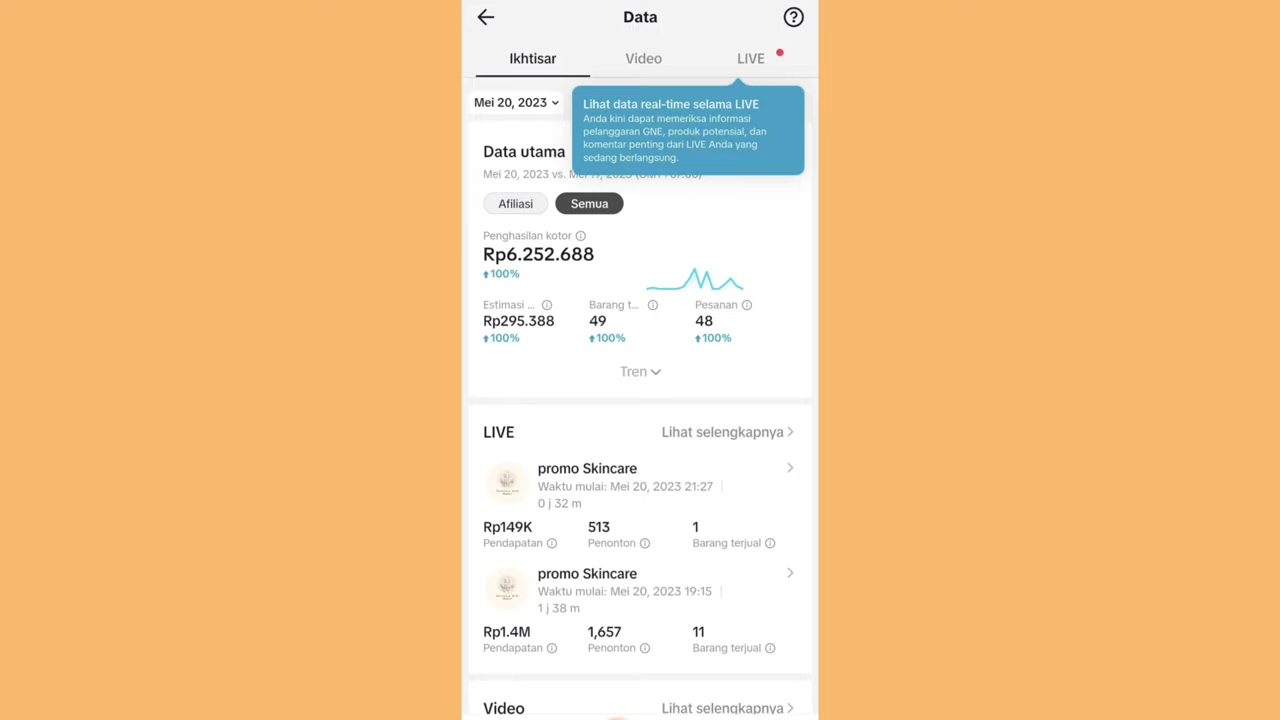 Data
Ikhtisar
Video
LIVE
Mei 20, 2023
Lihat data real-time selama LIVE
Anda kini dapat memeriksa informasi
pelanggaran GNE, produk potensial, dan
komentar penting dari LIVE Anda yang
sedang berlangsung.
Data utama
Mei 20, 2023 vs.
Afiliasi
Semua
Penghasilan kotor
Rp6.252.688
100%
Estimasi ...
Barang t...
Pesanan
Rp295.388
49
48
100%
100%
100%
Tren
LIVE
Lihat selengkapnya
promo Skincare
Waktu mulai: Mei 20, 2023 21:27
0 j 32 m
Rp149K
513
1
Pendapatan
Penonton
Barang terjual
promo Skincare
Waktu mulai: Mei 20, 2023 19:15
1 j 38 m
Rp1.4M
1,657
11
Pendapatan
Penonton
Barang terjual
Video
Lihat selengkapnya